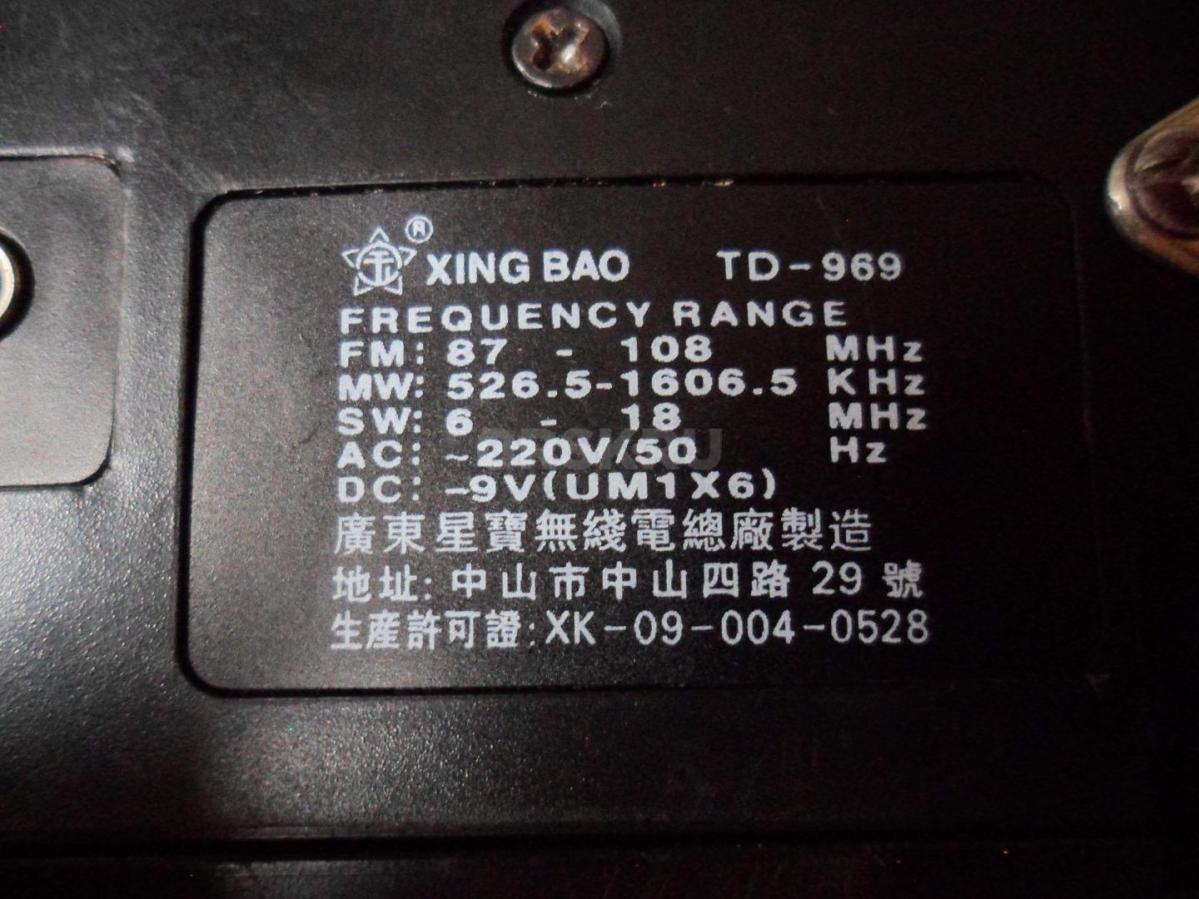 ® XING BAO TD-969
FREQUENCY RANGE
FM: 87 - 108 MHz
MW: 526.5-1606.5 KHz
SW: 6 - 18 MHz
AC: ~220V/50 Hz
DC: -9V(UM1X6)
廣東星寶無綫電總廠製造
地址: 中山市中山四路 29 號
生産許可證: XK-09-004-0528